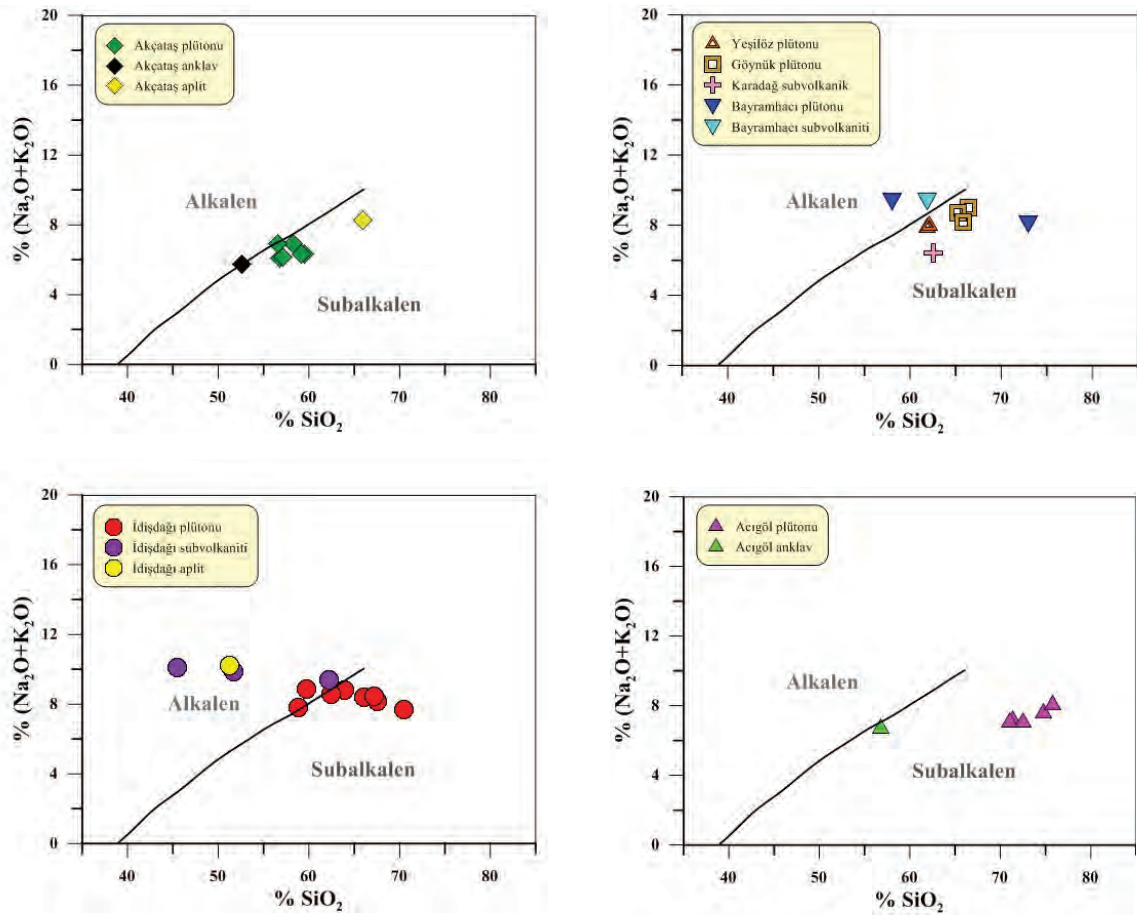 % (Na₂O+K₂O)
20
16
12
8
4
0
Akçataş plütonu
Akçataş anklav
Akçataş aplit
Alkalen
Subalkalen
40 50 60 70 80
% SiO₂
% (Na₂O+K₂O)
20
16
12
8
4
0
Yeşilöz plütonu
Göynük plütonu
Karadağ subvolkanik
Bayramhacı plütonu
Bayramhacı subvolkaniti
Alkalen
Subalkalen
40 50 60 70 80
% SiO₂
% (Na₂O+K₂O)
20
16
12
8
4
0
İdişdağı plütonu
İdişdağı subvolkaniti
İdişdağı aplit
Alkalen
Subalkalen
40 50 60 70 80
% SiO₂
% (Na₂O+K₂O)
20
16
12
8
4
0
Acıgöl plütonu
Acıgöl anklav
Alkalen
Subalkalen
40 50 60 70 80
% SiO₂